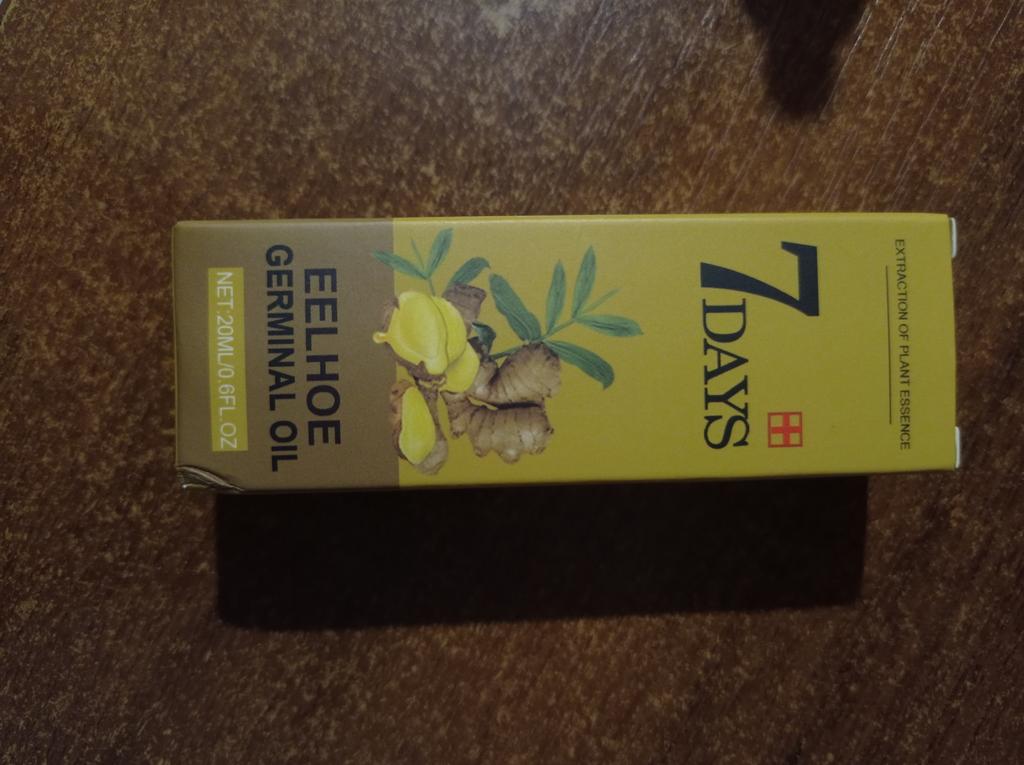 EXTRACTION OF PLANT ESSENCE
7
DAYS
EELHOE
GERMINAL OIL
NET:20ML/0.6FL.OZ